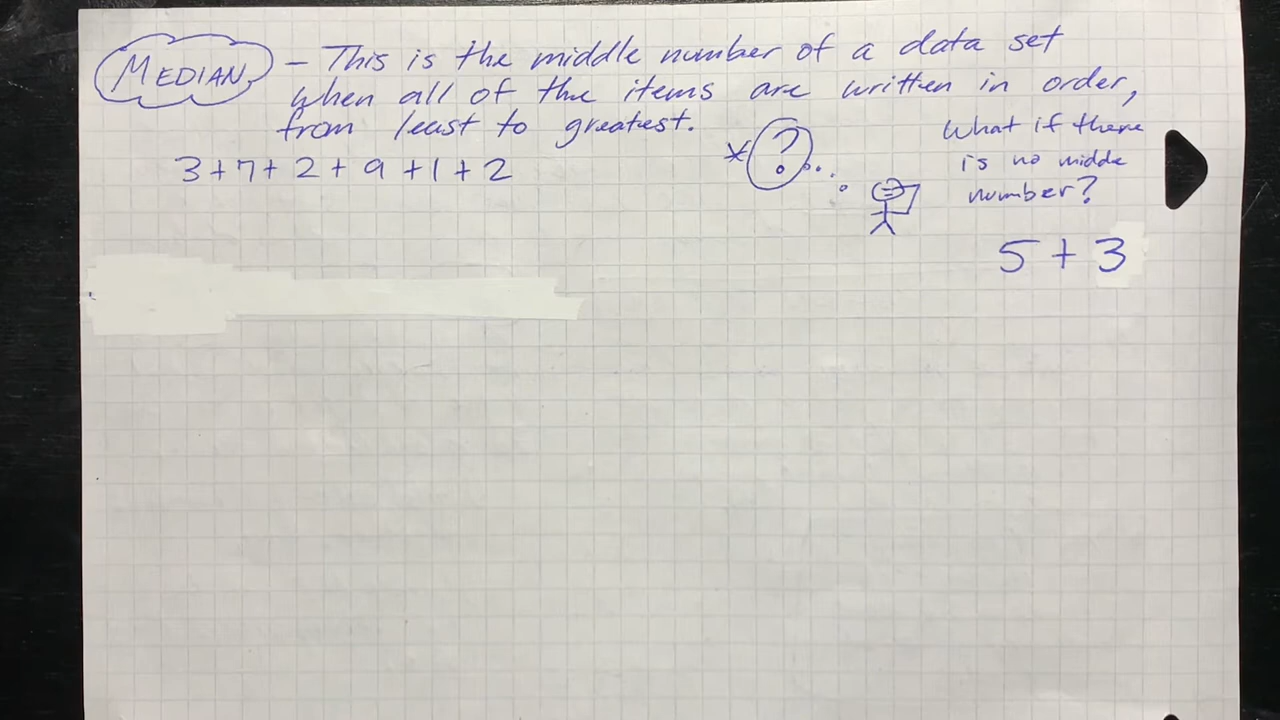 MEDIAN, - This is the middle number of a data set
when all of the items are written in order,
from least to greatest.
3+7+2+9+1+2
* ?
What if there
is no midde
number?
5+3